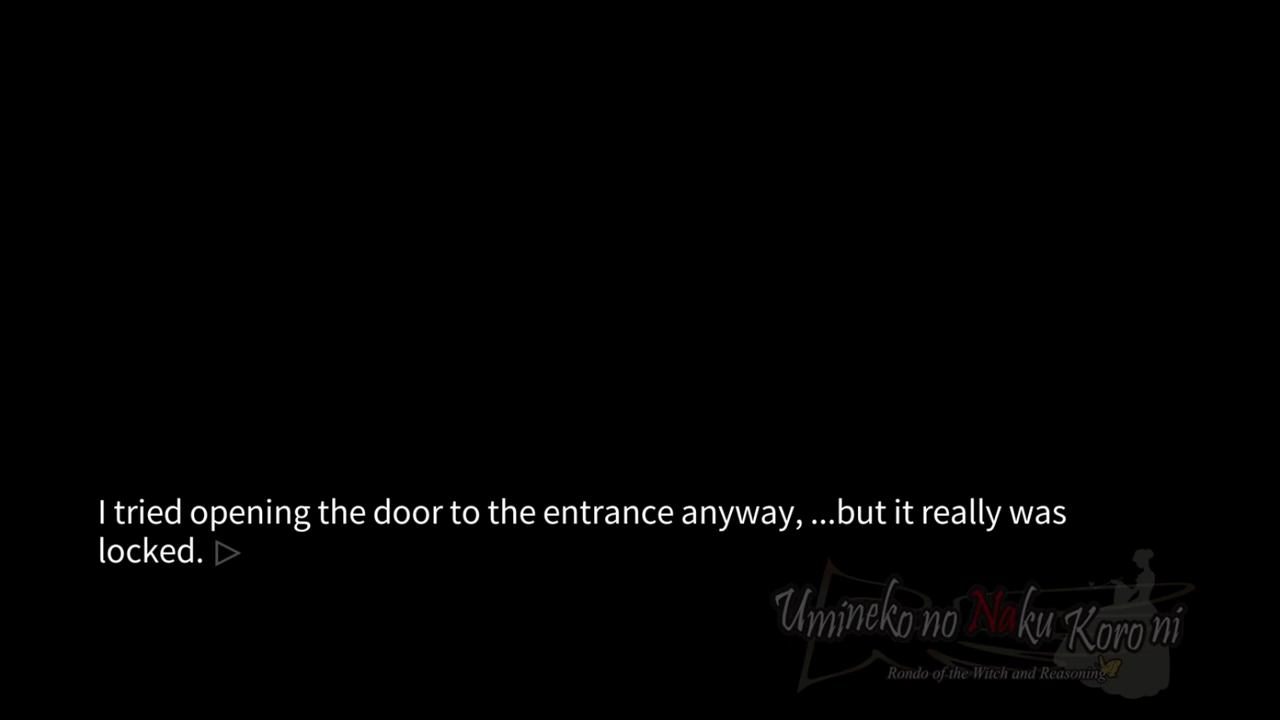 I tried opening the door to the entrance anyway, ...but it really was
locked.
Umineko no Naku Koro ni
Rondo of the Witch and Reasoning